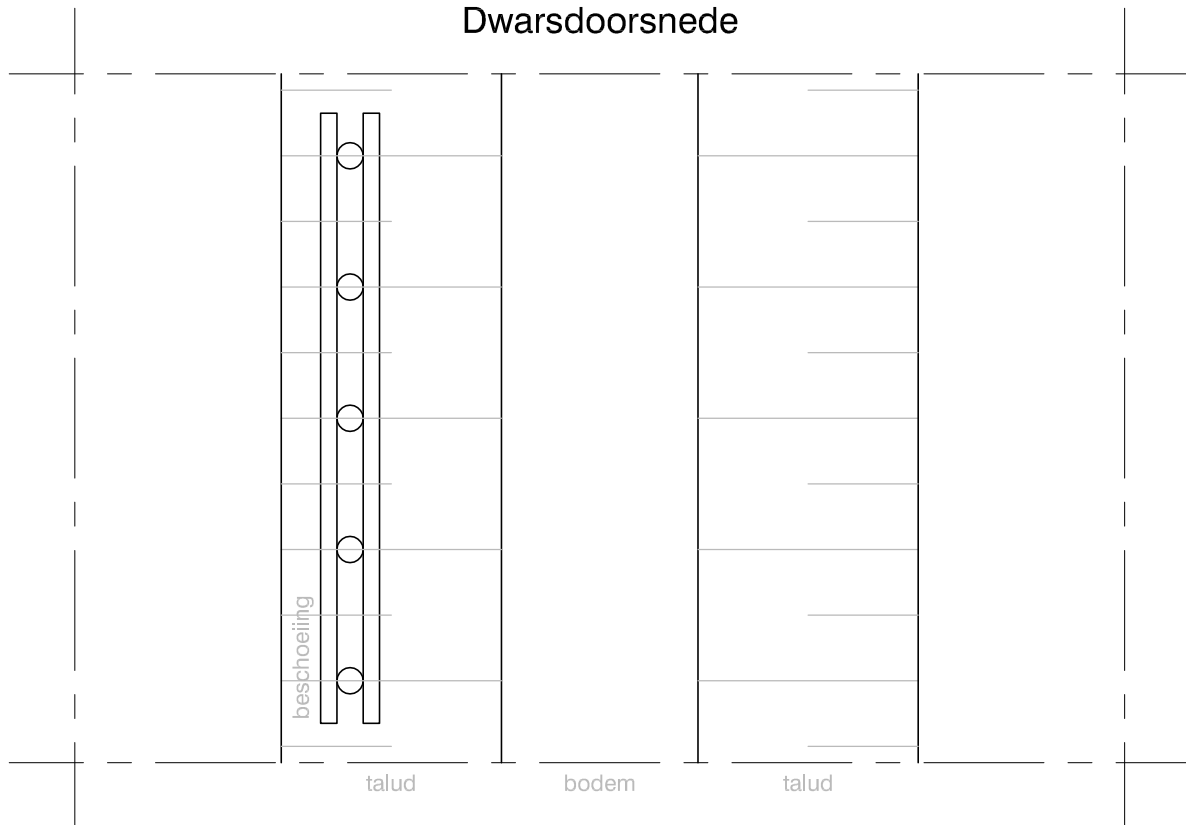 Dwarsdoorsnede
beschoeiing
talud
bodem
talud